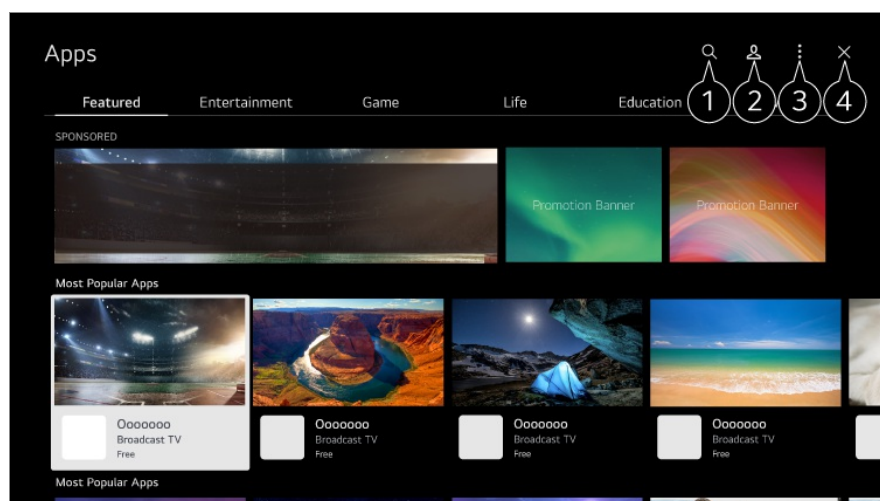 Apps
Featured Entertainment Game Life Education
1 2 3 4
SPONSORED
Promotion Banner Promotion Banner
Most Popular Apps
Ooooooo Ooooooo Ooooooo Ooooooo
Broadcast TV Broadcast TV Broadcast TV Broadcast TV
Free Free Free Free
Most Popular Apps